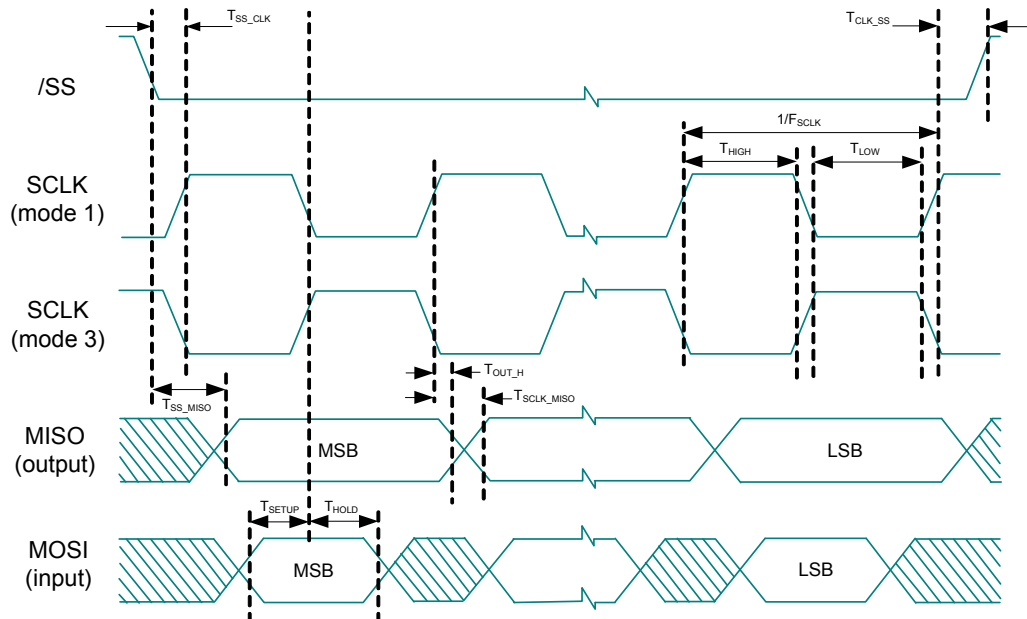 T_SS_CLK
T_CLK_SS
/SS
1/F_SCLK
T_HIGH
T_LOW
SCLK
(mode 1)
SCLK
(mode 3)
T_OUT_H
T_SS_MISO
T_SCLK_MISO
MISO
(output)
MSB
LSB
T_SETUP
T_HOLD
MOSI
(input)
MSB
LSB